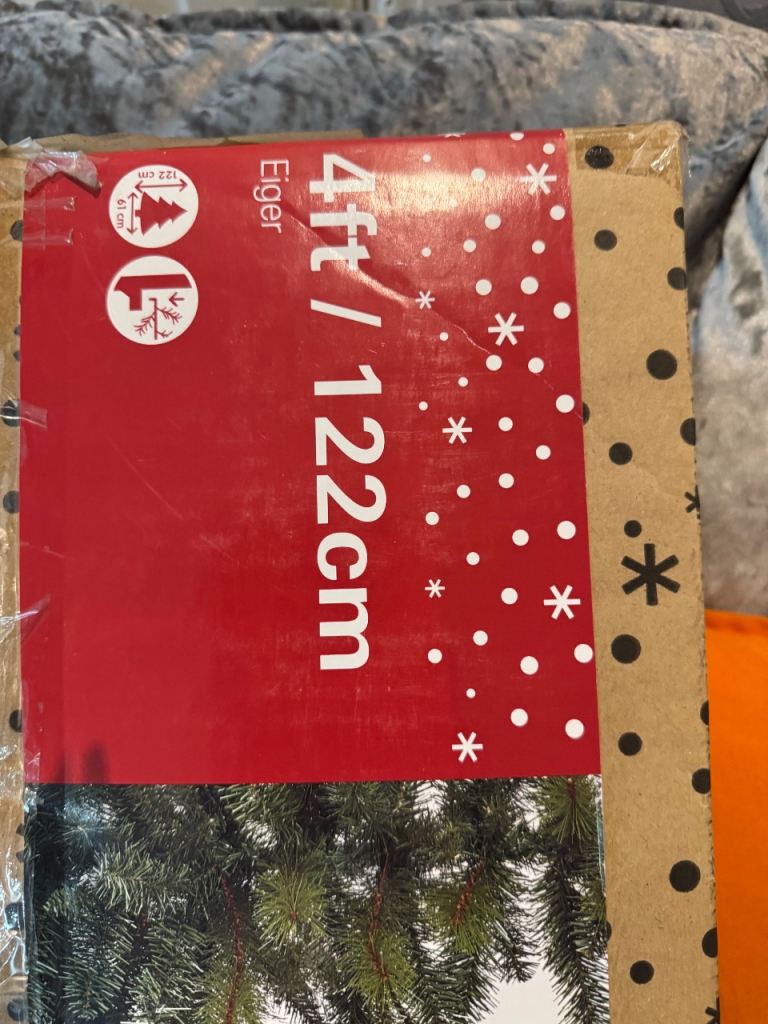 4ft / 122cm
Eiger
122 cm
61 cm